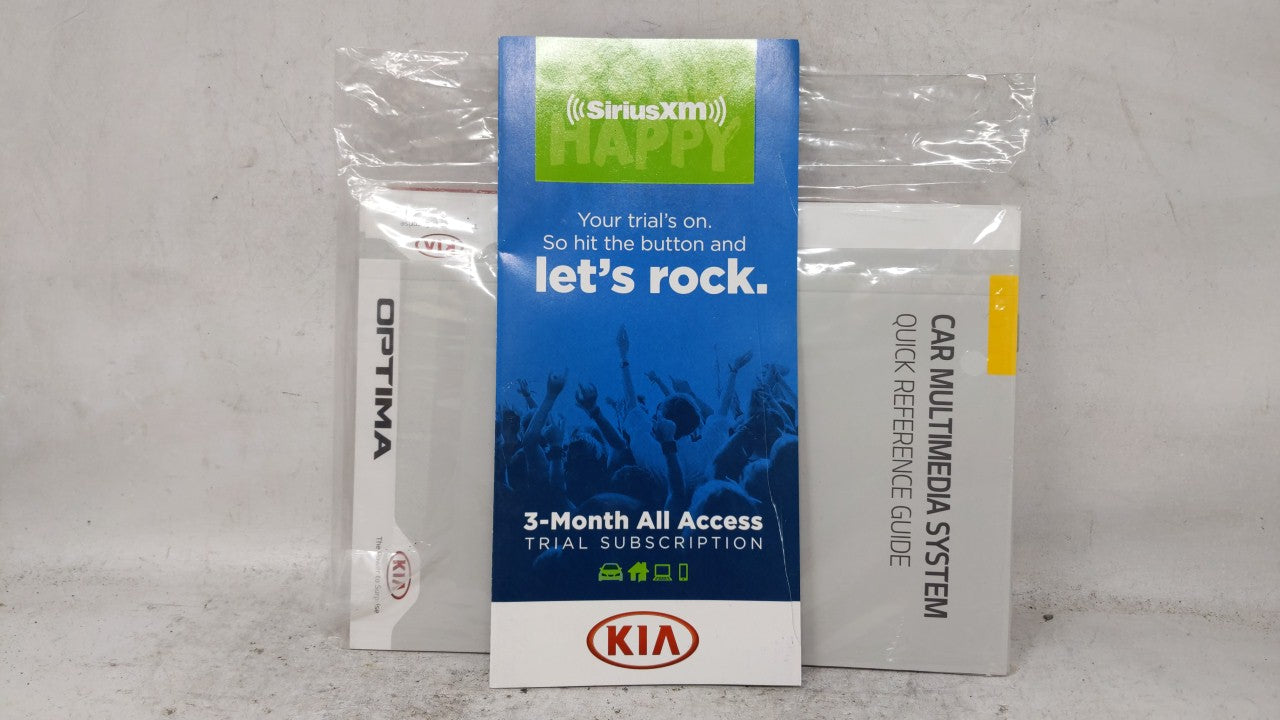 SiriusXM
HAPPY
Your trial's on.
So hit the button and
let's rock.
3-Month All Access
TRIAL SUBSCRIPTION
KIA
OPTIMA
KIA
KIA
CAR MULTIMEDIA SYSTEM
QUICK REFERENCE GUIDE